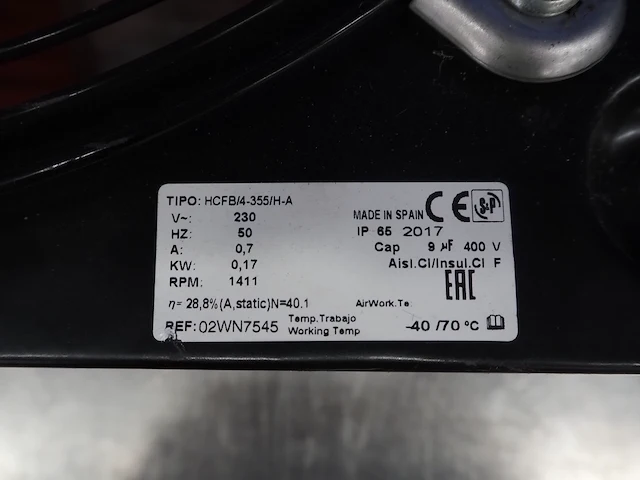 TIPO: HCFB/4-355/H-A
V~: 230
MADE IN SPAIN CE S&P
HZ: 50
IP 65 2017
A: 0,7
Cap 9 µF 400 V
KW: 0,17
Aisl.Cl/Insul.Cl F
RPM: 1411
EAC
η= 28,8%(A,static)N=40.1
AirWork.Te
REF: 02WN7545
Temp.Trabajo
Working Temp
-40 /70 °C